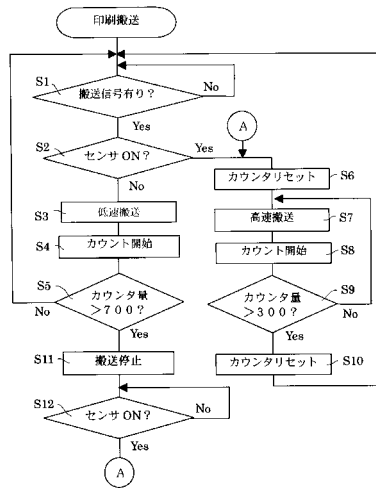 印刷搬送
S1
搬送信号有り?
No
Yes
S2
センサON?
Yes
A
No
カウンタリセット
S6
S3
低速搬送
高速搬送
S7
S4
カウント開始
カウント開始
S8
S5
カウンタ量
>700?
No
Yes
S9
カウンタ量
>300?
No
Yes
S11
搬送停止
カウンタリセット
S10
S12
センサON?
No
Yes
A